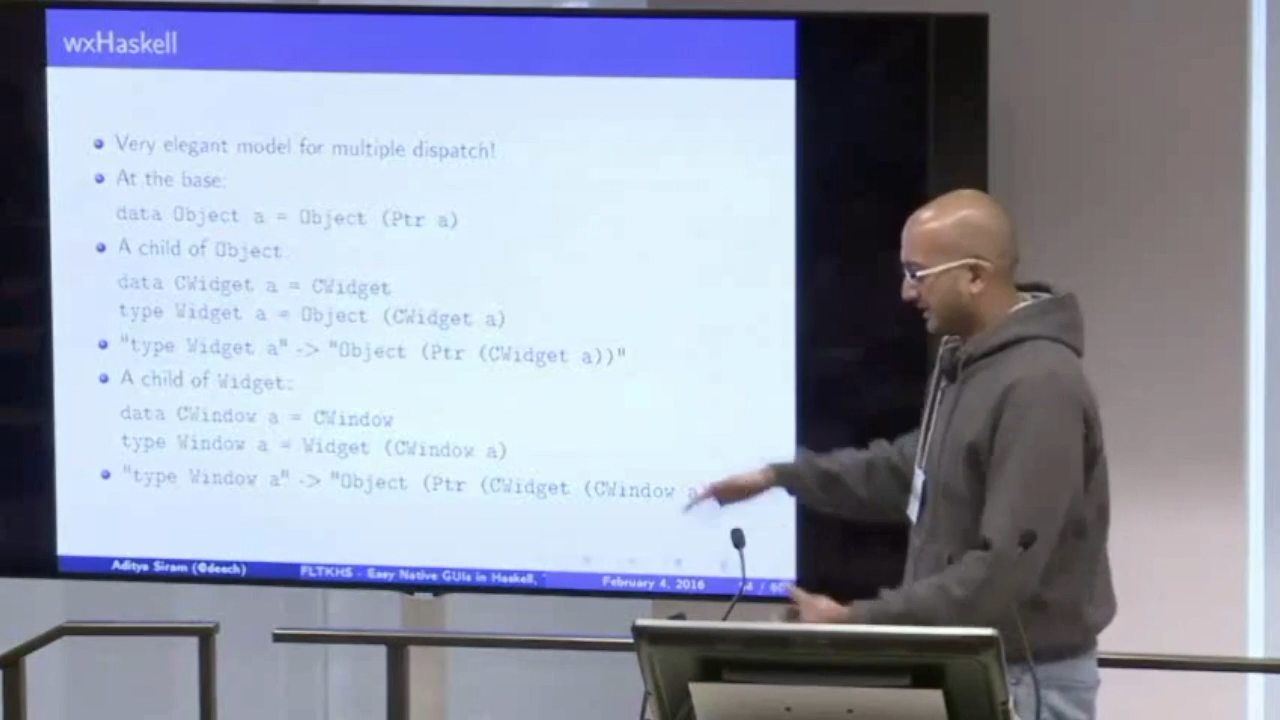 wxHaskell
Very elegant model for multiple dispatch!
At the base:
data Object a = Object (Ptr a)
A child of Object:
data CWidget a = CWidget
type Widget a = Object (CWidget a)
"type Widget a" -> "Object (Ptr (CWidget a))"
A child of Widget:
data CWindow a = CWindow
type Window a = Widget (CWindow a)
"type Window a" -> "Object (Ptr (CWidget (CWindow a
Aditya Siram (@deech) FLTKHS - Easy Native GUIs in Haskell, February 4, 2016 / 60